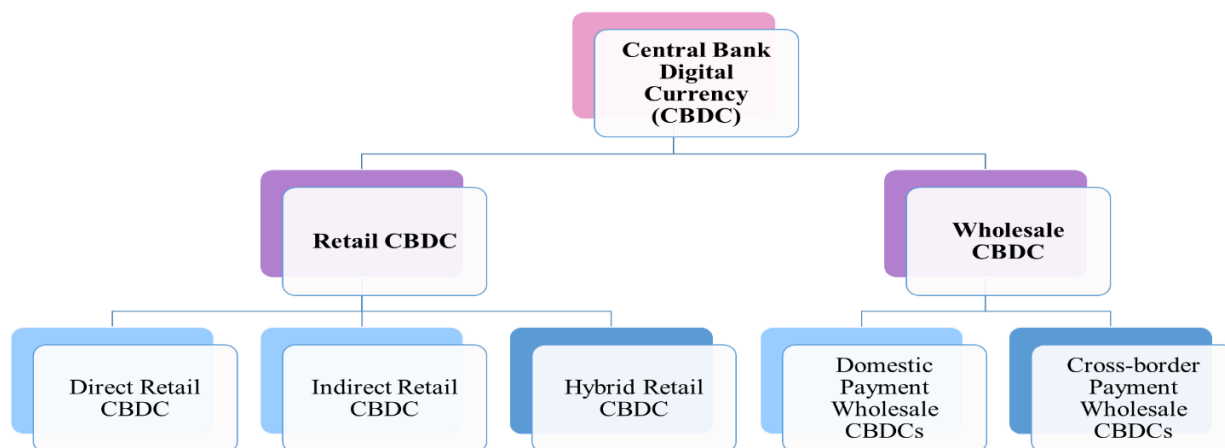 Central Bank
Digital
Currency
(CBDC)
Retail CBDC
Wholesale
CBDC
Direct Retail
CBDC
Indirect Retail
CBDC
Hybrid Retail
CBDC
Domestic
Payment
Wholesale
CBDCs
Cross-border
Payment
Wholesale
CBDCs